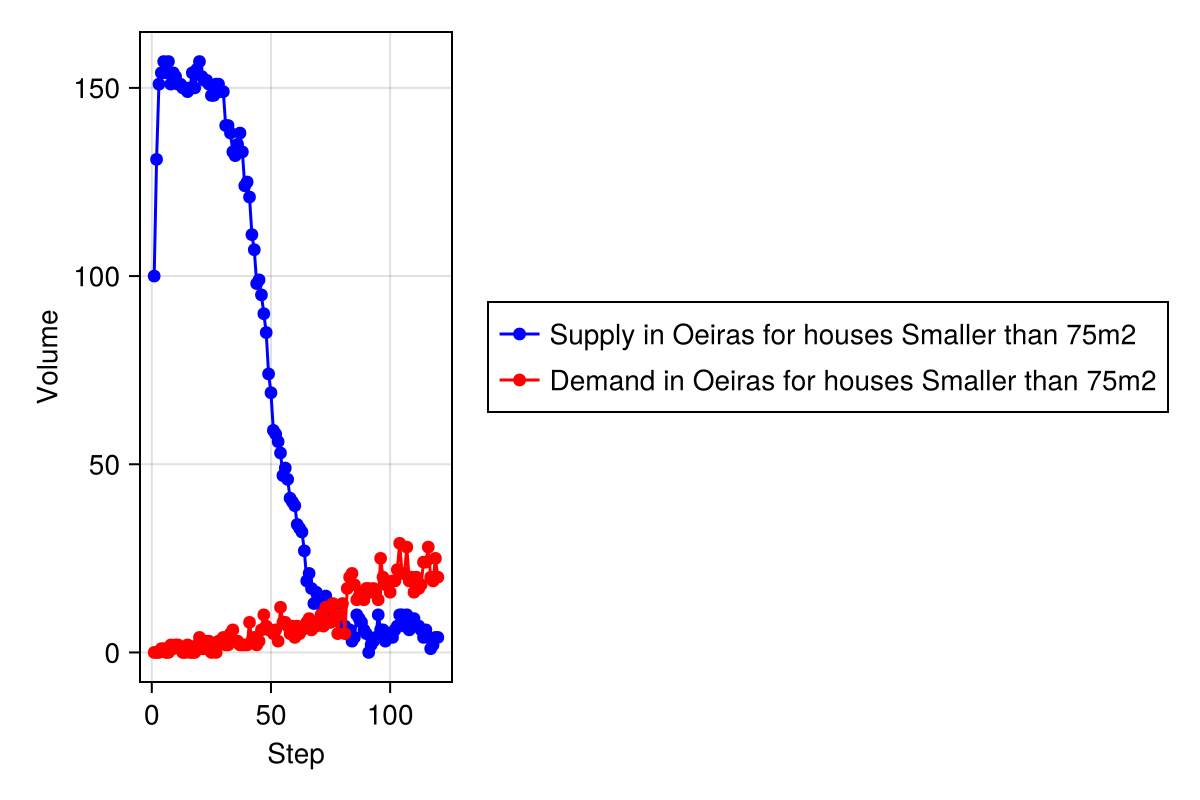 150
100
50
0
Volume
0 50 100
Step
Supply in Oeiras for houses Smaller than 75m2
Demand in Oeiras for houses Smaller than 75m2